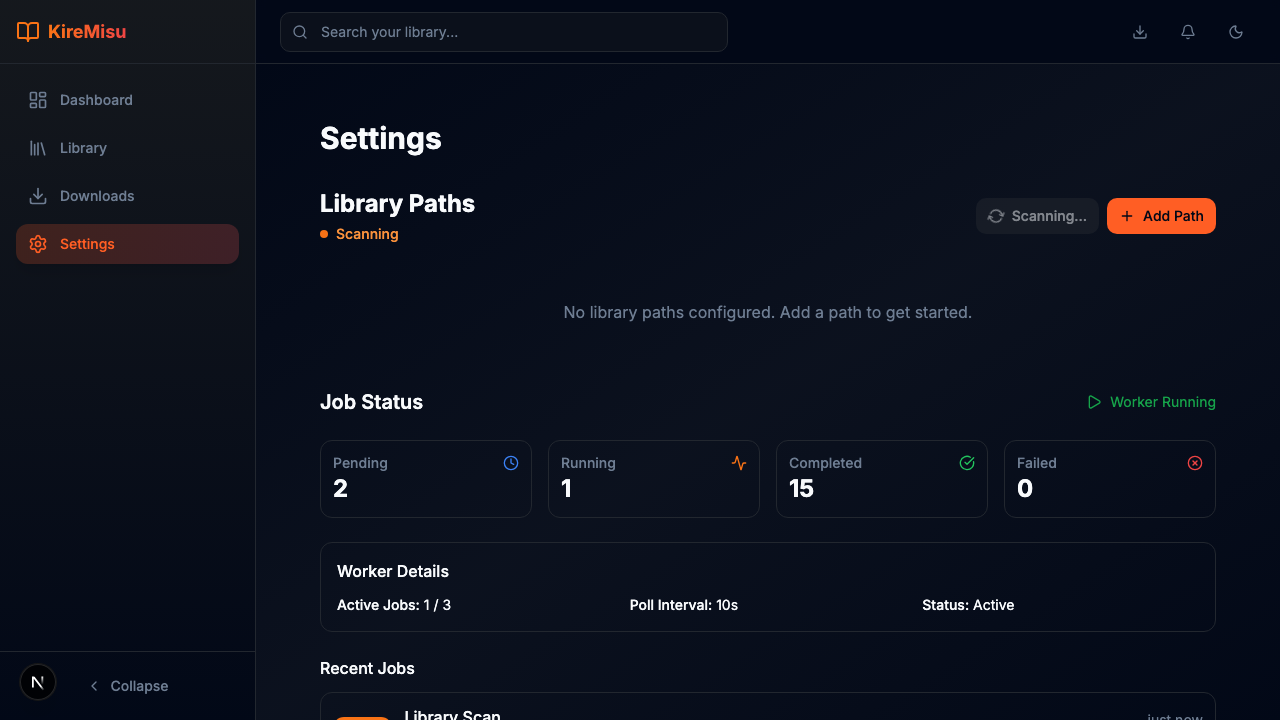 KireMisu
Search your library...
Dashboard
Library
Downloads
Settings
N
Collapse
Settings
Library Paths
Scanning
Scanning...
Add Path
No library paths configured. Add a path to get started.
Job Status
Worker Running
Pending
2
Running
1
Completed
15
Failed
0
Worker Details
Active Jobs: 1 / 3
Poll Interval: 10s
Status: Active
Recent Jobs
Library Scan
just now